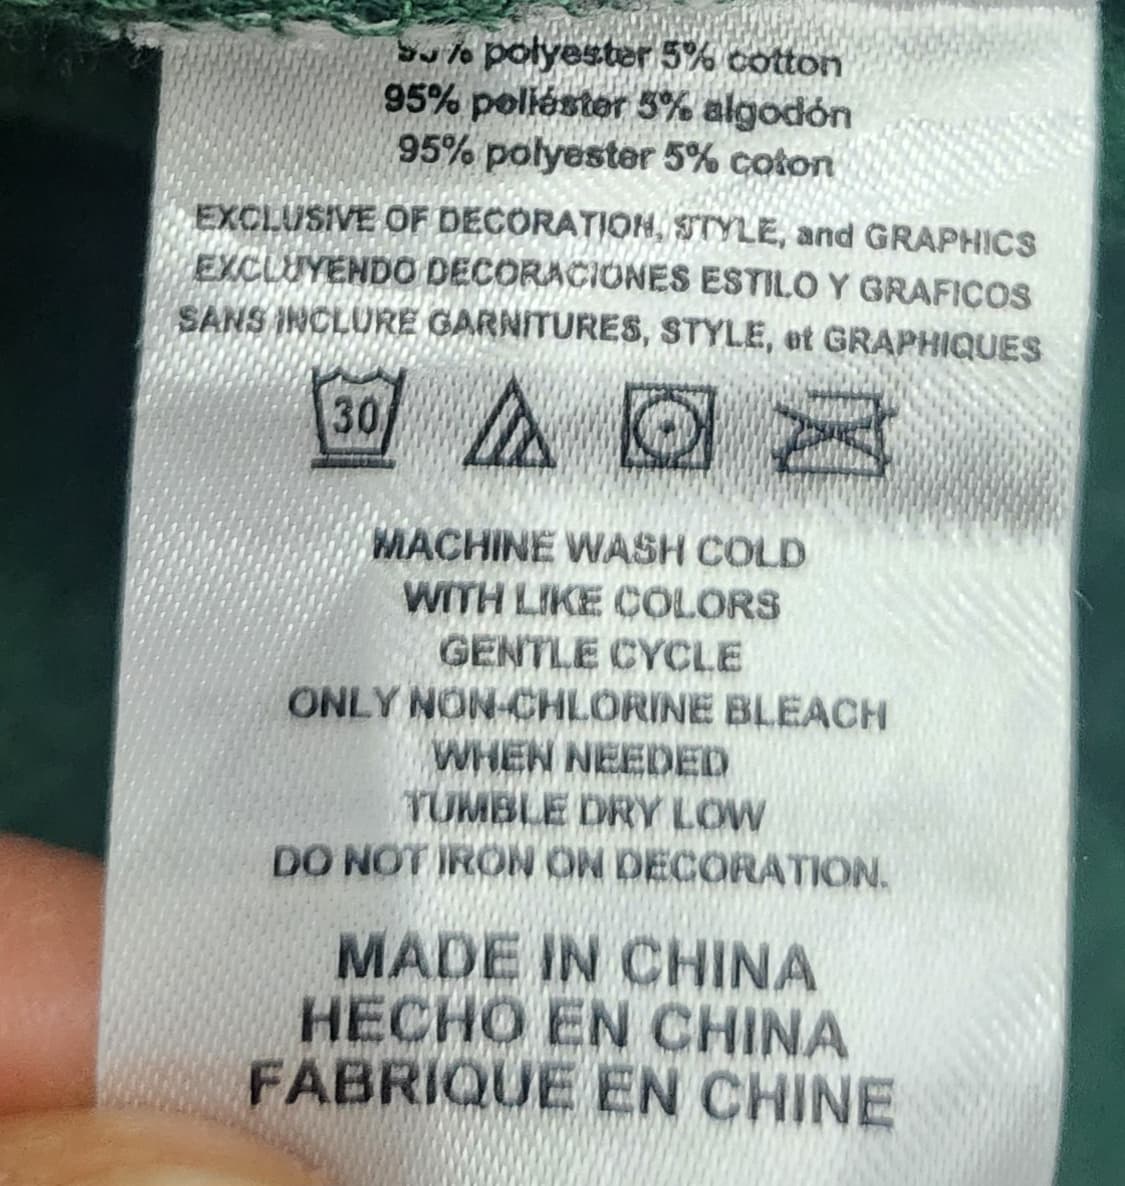 polyester 5% cotton
95% poliéster 5% algodón
95% polyester 5% coton
EXCLUSIVE OF DECORATION, STYLE, and GRAPHICS
EXCLUYENDO DECORACIONES ESTILO Y GRAFICOS
SANS INCLURE GARNITURES, STYLE, et GRAPHIQUES
30
MACHINE WASH COLD
WITH LIKE COLORS
GENTLE CYCLE
ONLY NON-CHLORINE BLEACH
WHEN NEEDED
TUMBLE DRY LOW
DO NOT IRON ON DECORATION.
MADE IN CHINA
HECHO EN CHINA
FABRIQUE EN CHINE